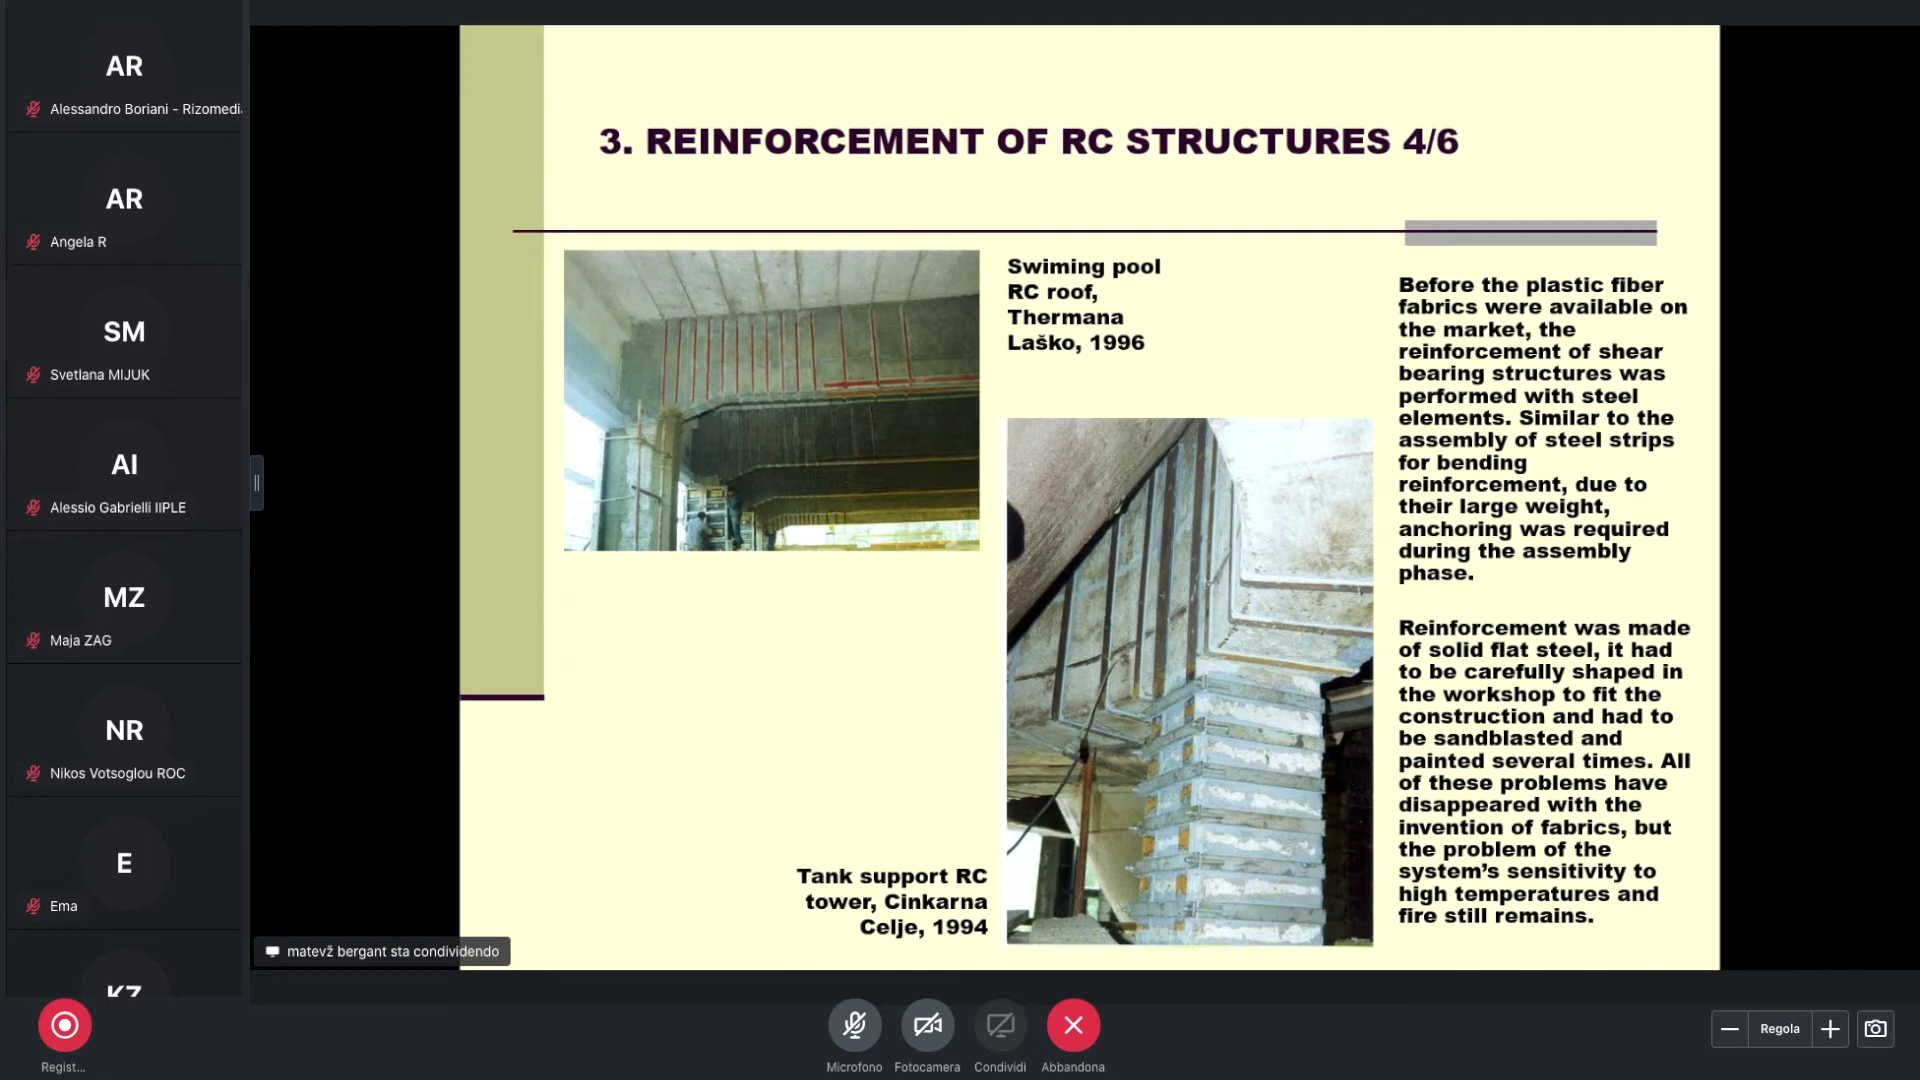 AR
Alessandro Boriani - Rizomedi
AR
Angela R
SM
Svetlana MIJUK
AI
Alessio Gabrielli IIPLE
MZ
Maja ZAG
NR
Nikos Votsoglou ROC
E
Ema
KZ
3. REINFORCEMENT OF RC STRUCTURES 4/6
Swiming pool
RC roof,
Thermana
Laško, 1996
Tank support RC
tower, Cinkarna
Celje, 1994
Before the plastic fiber
fabrics were available on
the market, the
reinforcement of shear
bearing structures was
performed with steel
elements. Similar to the
assembly of steel strips
for bending
reinforcement, due to
their large weight,
anchoring was required
during the assembly
phase.
Reinforcement was made
of solid flat steel, it had
to be carefully shaped in
the workshop to fit the
construction and had to
be sandblasted and
painted several times. All
of these problems have
disappeared with the
invention of fabrics, but
the problem of the
system's sensitivity to
high temperatures and
fire still remains.
matevž bergant sta condividendo
Regist...
Microfono
Fotocamera
Condividi
Abbandona
Regola